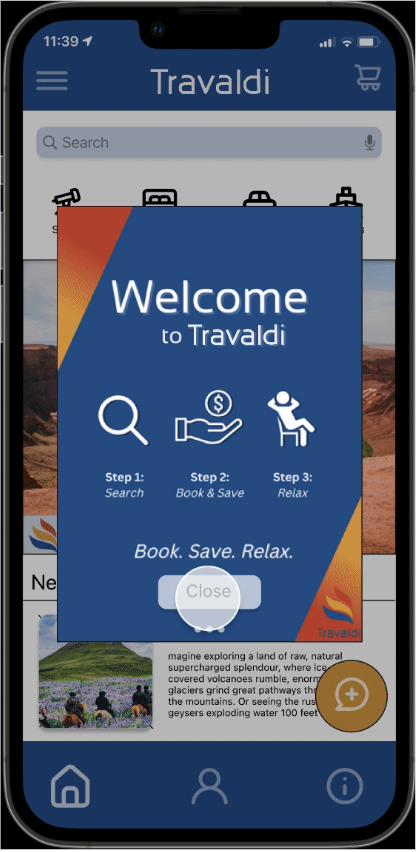 11:39
Travaldi
Search
Welcome
to Travaldi
$
Step 1:
Search
Step 2:
Book & Save
Step 3:
Relax
Book. Save. Relax.
Close
Travaldi
Ne
magine exploring a land of raw, natural
supercharged splendour, where ice
covered volcanoes rumble, enorm
glaciers grind great pathways thr
the mountains. Or seeing the rus
geysers exploding water 100 feet